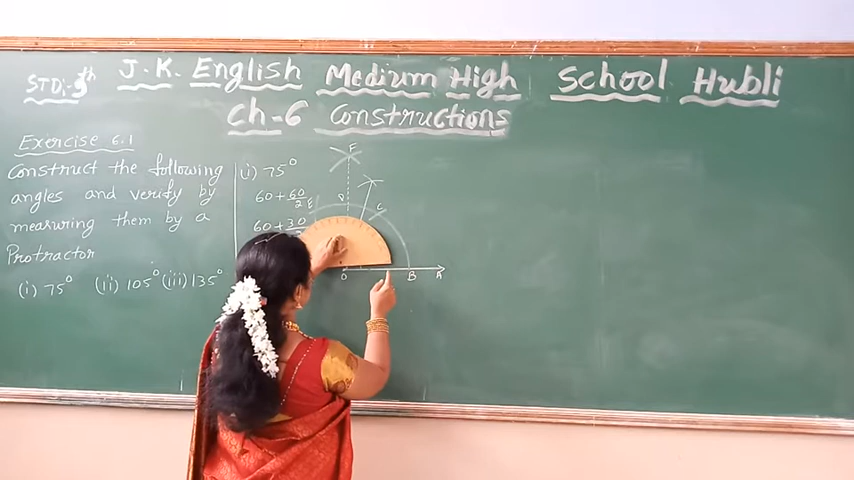 STD:- 9th
J.K. English Medium High School Hubli
Ch-6 Constructions
Exercise 6.1
Construct the following
angles and verify by
measuring them by a
Protractor
(i) 75° (ii) 105° (iii) 135°
(i) 75°
60+60/2
60+30
F
E
D
C
O B A